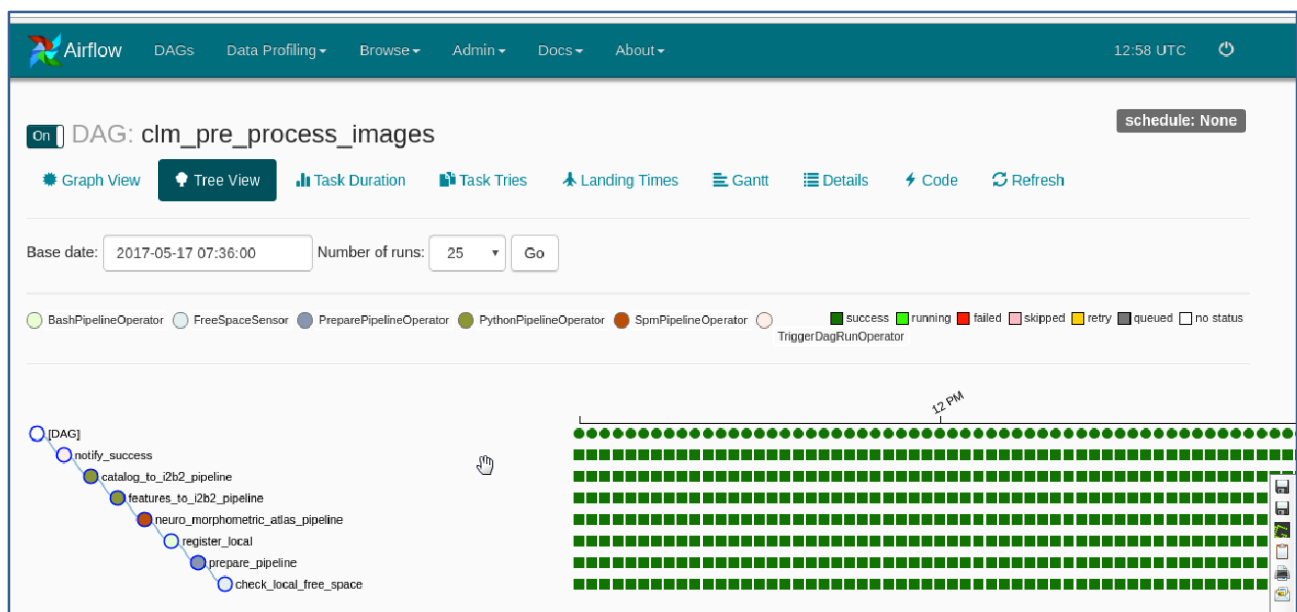 Airflow DAGs Data Profiling Browse Admin Docs About 12:58 UTC
schedule: None
On DAG: clm_pre_process_images
Graph View Tree View Task Duration Task Tries Landing Times Gantt Details Code Refresh
Base date: 2017-05-17 07:36:00 Number of runs: 25 Go
BashPipelineOperator FreeSpaceSensor PreparePipelineOperator PythonPipelineOperator SpmPipelineOperator success running failed skipped retry queued no status
TriggerDagRunOperator
12 PM
[DAG]
notify_success
catalog_to_i2b2_pipeline
features_to_i2b2_pipeline
neuro_morphometric_atlas_pipeline
register_local
prepare_pipeline
check_local_free_space